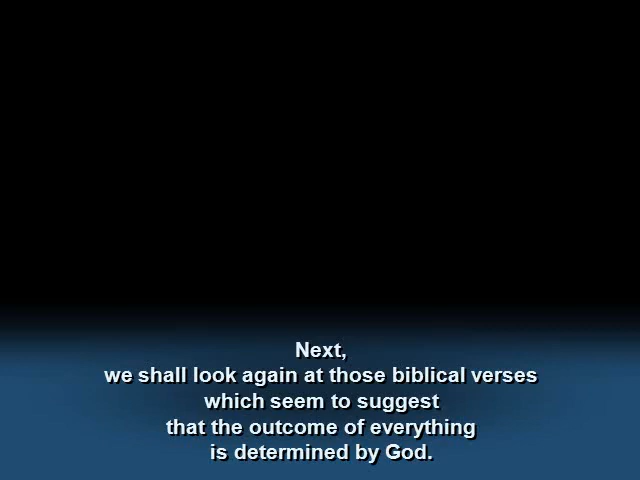 Next,
we shall look again at those biblical verses
which seem to suggest
that the outcome of everything
is determined by God.